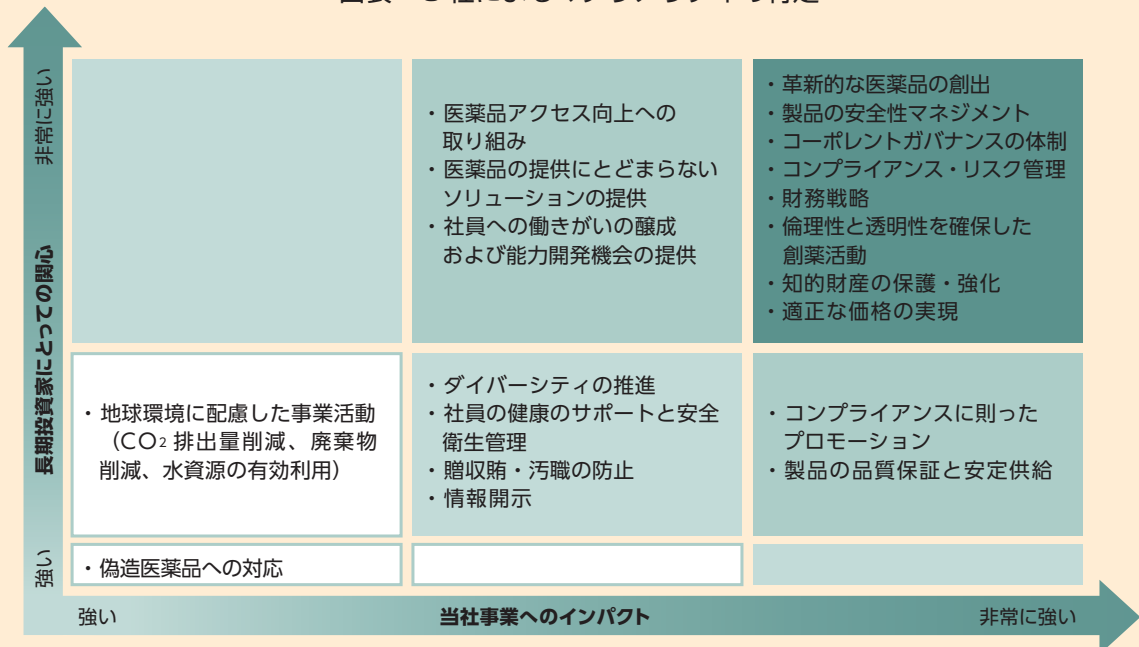 非常に強い
長期投資家にとっての関心
強い
・医薬品アクセス向上への
取り組み
・医薬品の提供にとどまらない
ソリューションの提供
・社員への働きがいの醸成
および能力開発機会の提供
・革新的な医薬品の創出
・製品の安全性マネジメント
・コーポレントガバナンスの体制
・コンプライアンス・リスク管理
・財務戦略
・倫理性と透明性を確保した
創薬活動
・知的財産の保護・強化
・適正な価格の実現
・地球環境に配慮した事業活動
（CO2 排出量削減、廃棄物
削減、水資源の有効利用）
・ダイバーシティの推進
・社員の健康のサポートと安全
衛生管理
・贈収賄・汚職の防止
・情報開示
・コンプライアンスに則った
プロモーション
・製品の品質保証と安定供給
・偽造医薬品への対応
強い
当社事業へのインパクト
非常に強い